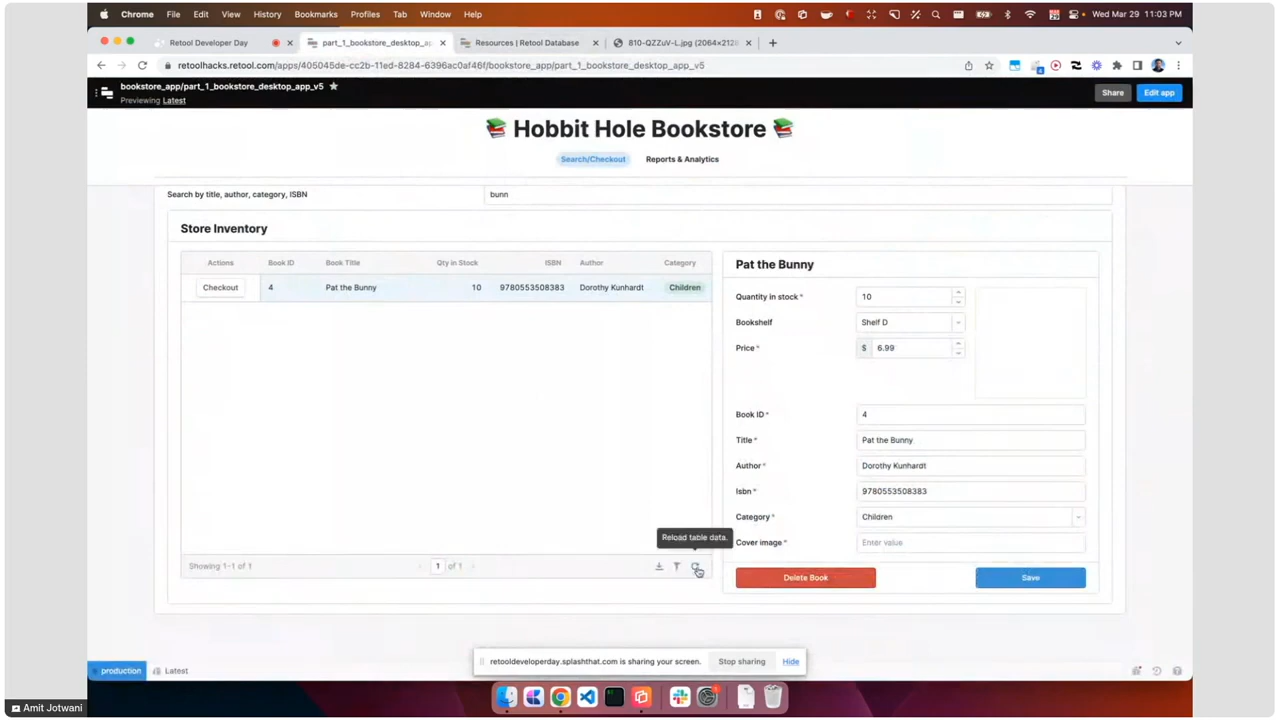 Chrome File Edit View History Bookmarks Profiles Tab Window Help Wed Mar 29 11:03 PM
Retool Developer Day part_1_bookstore_desktop_ap Resources | Retool Database 810-QZZuV-L.jpg (2064×212
retoolhacks.retool.com/apps/405045de-cc2b-11ed-8284-6396ac0af46f/bookstore_app/part_1_bookstore_desktop_app_v5
bookstore_app/part_1_bookstore_desktop_app_v5
Previewing Latest
Share Edit app
📚 Hobbit Hole Bookstore 📚
Search/Checkout Reports & Analytics
Search by title, author, category, ISBN bunn
Store Inventory
Actions Book ID Book Title Qty in Stock ISBN Author Category
Checkout 4 Pat the Bunny 10 9780553508383 Dorothy Kunhardt Children
Reload table data.
Showing 1-1 of 1 1 of 1
Pat the Bunny
Quantity in stock * 10
Bookshelf Shelf D
Price * $ 6.99
Book ID * 4
Title * Pat the Bunny
Author * Dorothy Kunhardt
Isbn * 9780553508383
Category * Children
Cover image * Enter value
Delete Book Save
retooldeveloperday.splashthat.com is sharing your screen. Stop sharing Hide
production Latest
Amit Jotwani